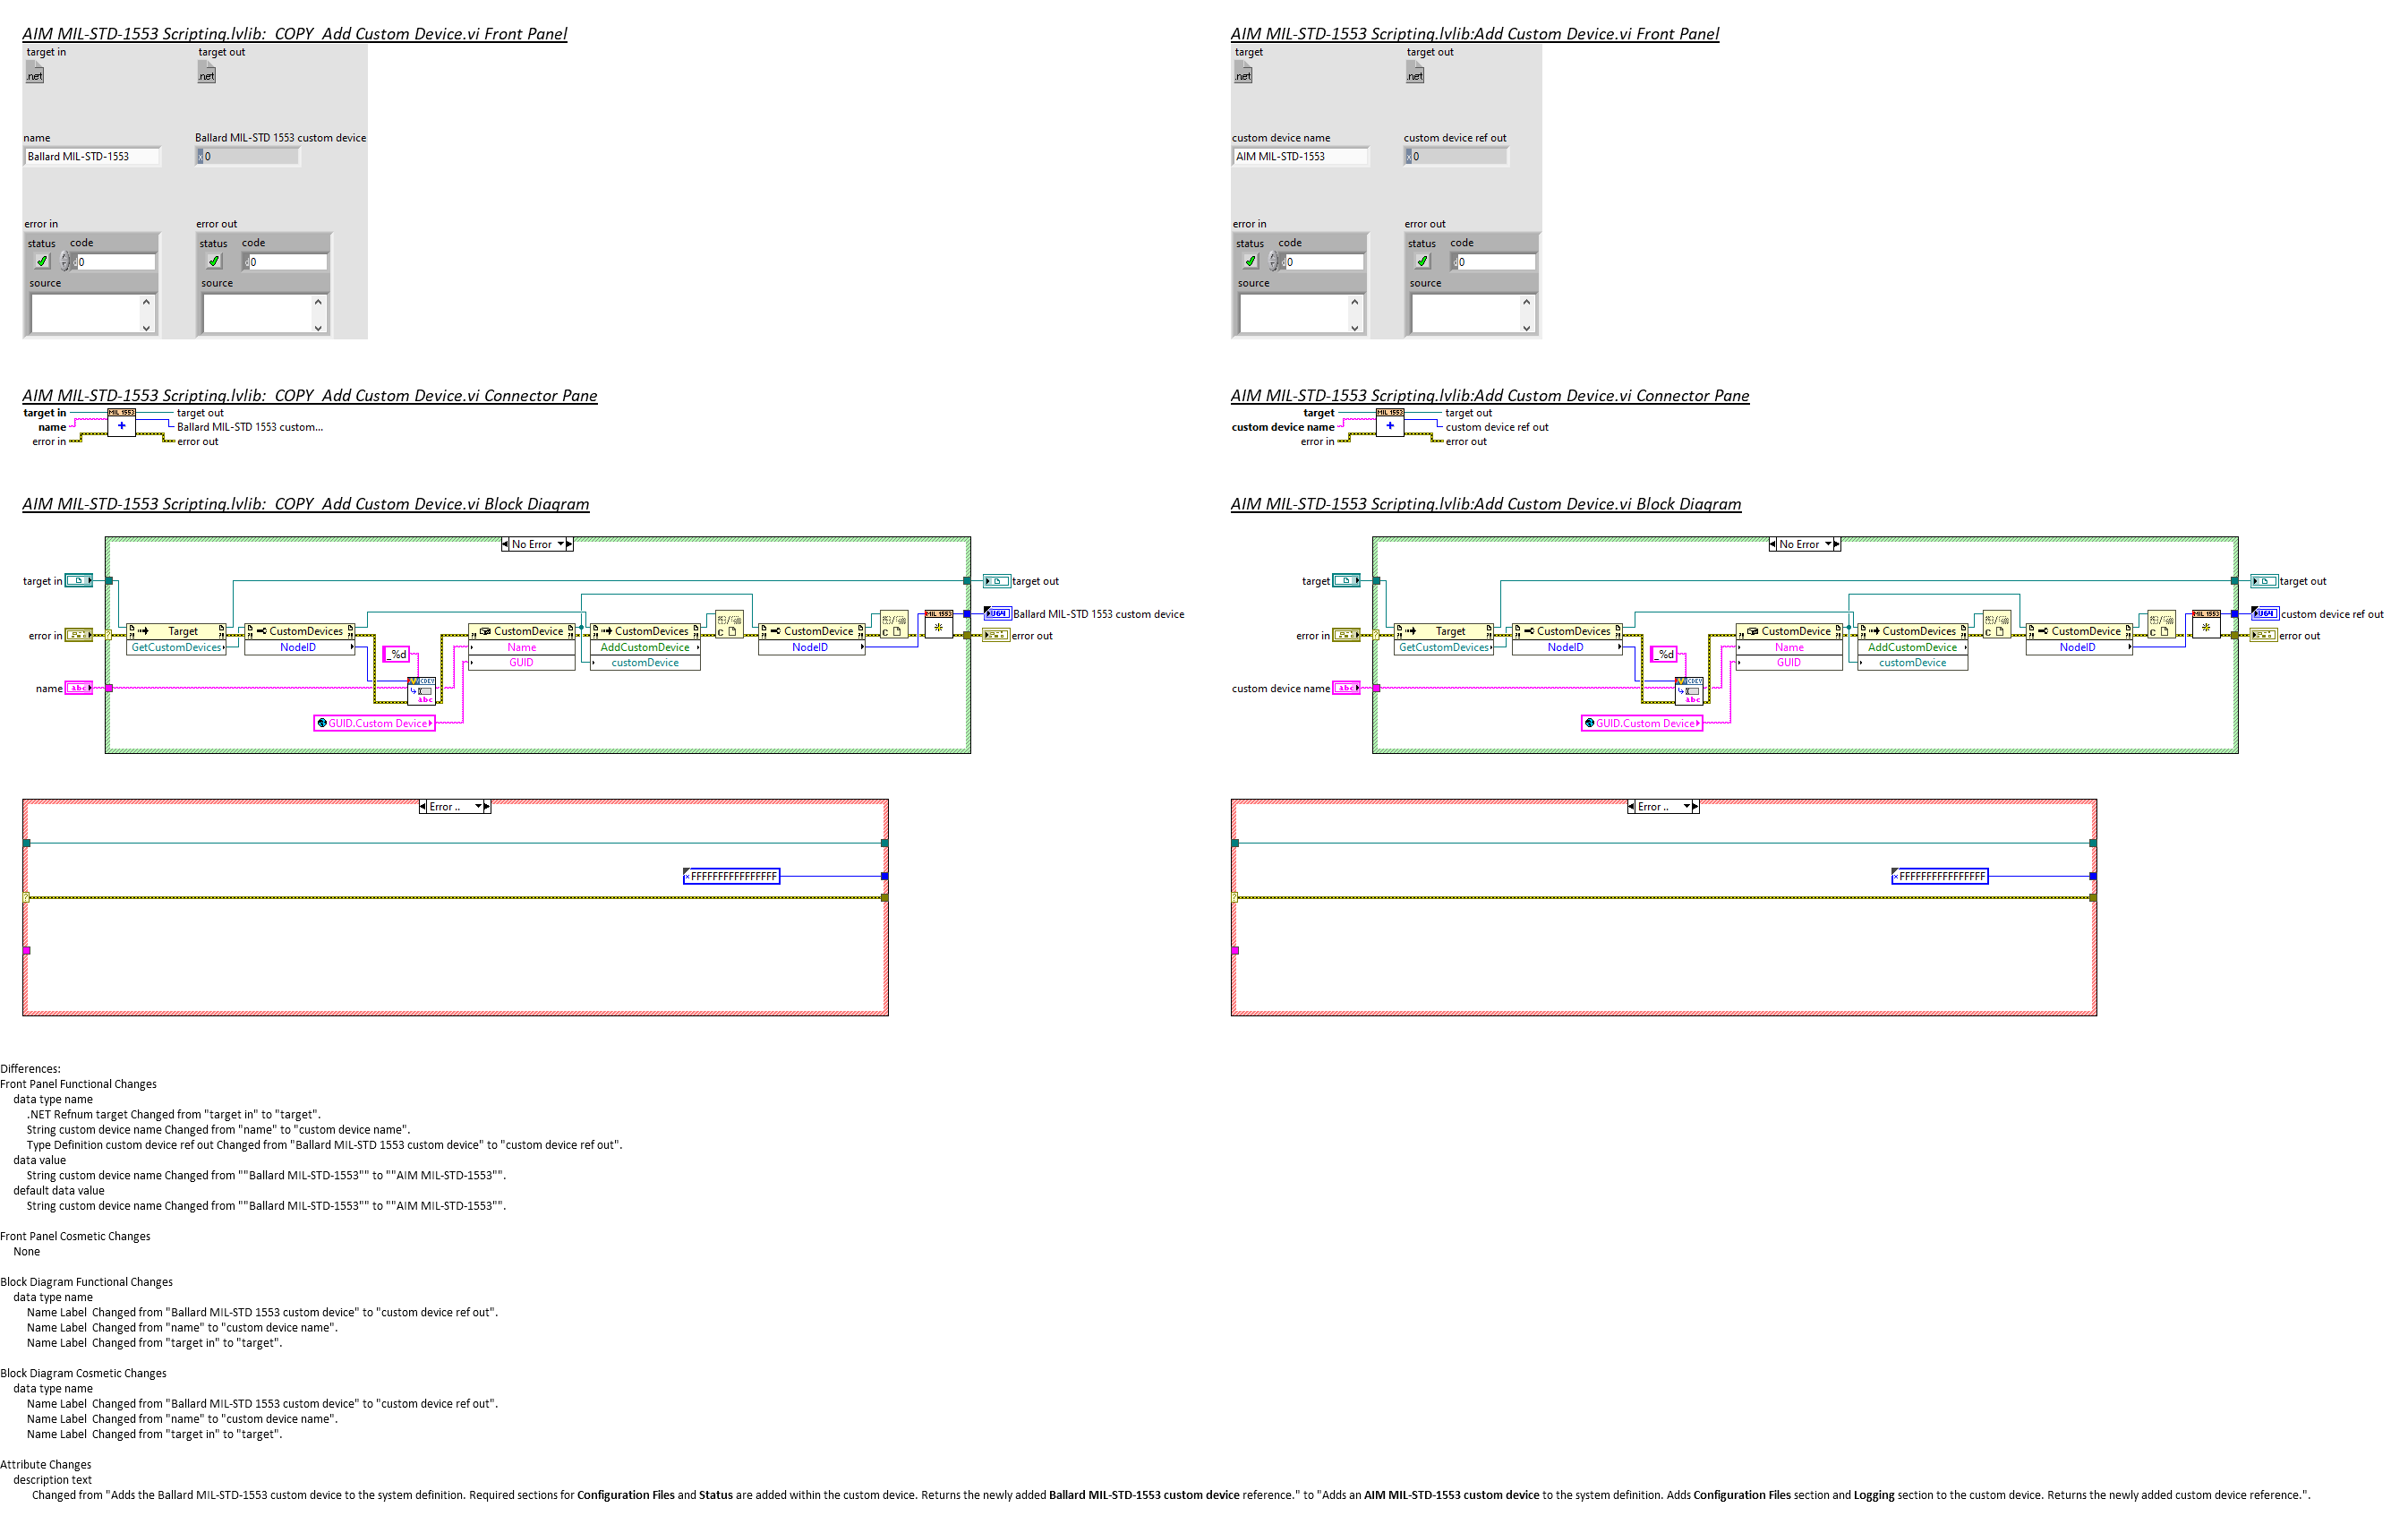 AIM MIL-STD-1553 Scripting.lvlib:  COPY  Add Custom Device.vi Front Panel
target in
target out
.net
.net
name
Ballard MIL-STD 1553 custom device
Ballard MIL-STD-1553
x 0
error in
error out
status
code
status
code
d 0
d 0
source
source
AIM MIL-STD-1553 Scripting.lvlib:Add Custom Device.vi Front Panel
target
target out
.net
.net
custom device name
custom device ref out
AIM MIL-STD-1553
x 0
error in
error out
status
code
status
code
d 0
d 0
source
source
AIM MIL-STD-1553 Scripting.lvlib:  COPY  Add Custom Device.vi Connector Pane
target in
MIL 1553
target out
name
Ballard MIL-STD 1553 custom...
error in
error out
AIM MIL-STD-1553 Scripting.lvlib:Add Custom Device.vi Connector Pane
target
MIL 1553
target out
custom device name
custom device ref out
error in
error out
AIM MIL-STD-1553 Scripting.lvlib:  COPY  Add Custom Device.vi Block Diagram
No Error
target in
target out
MIL 1553
U64
Ballard MIL-STD 1553 custom device
error in
Target
CustomDevices
CustomDevice
CustomDevices
C
CustomDevice
C
error out
GetCustomDevices
NodeID
Name
AddCustomDevice
NodeID
_%d
GUID
customDevice
name
abc
CDEV
abc
GUID.Custom Device
Error ..
x FFFFFFFFFFFFFFFF
AIM MIL-STD-1553 Scripting.lvlib:Add Custom Device.vi Block Diagram
No Error
target
target out
MIL 1553
U64
custom device ref out
error in
Target
CustomDevices
CustomDevice
CustomDevices
C
CustomDevice
C
error out
GetCustomDevices
NodeID
Name
AddCustomDevice
NodeID
_%d
GUID
customDevice
custom device name
abc
CDEV
abc
GUID.Custom Device
Error ..
x FFFFFFFFFFFFFFFF
Differences:
Front Panel Functional Changes
data type name
.NET Refnum target Changed from "target in" to "target".
String custom device name Changed from "name" to "custom device name".
Type Definition custom device ref out Changed from "Ballard MIL-STD 1553 custom device" to "custom device ref out".
data value
String custom device name Changed from ""Ballard MIL-STD-1553"" to ""AIM MIL-STD-1553"".
default data value
String custom device name Changed from ""Ballard MIL-STD-1553"" to ""AIM MIL-STD-1553"".
Front Panel Cosmetic Changes
None
Block Diagram Functional Changes
data type name
Name Label  Changed from "Ballard MIL-STD 1553 custom device" to "custom device ref out".
Name Label  Changed from "name" to "custom device name".
Name Label  Changed from "target in" to "target".
Block Diagram Cosmetic Changes
data type name
Name Label  Changed from "Ballard MIL-STD 1553 custom device" to "custom device ref out".
Name Label  Changed from "name" to "custom device name".
Name Label  Changed from "target in" to "target".
Attribute Changes
description text
Changed from "Adds the Ballard MIL-STD-1553 custom device to the system definition. Required sections for Configuration Files and Status are added within the custom device. Returns the newly added Ballard MIL-STD-1553 custom device reference." to "Adds an AIM MIL-STD-1553 custom device to the system definition. Adds Configuration Files section and Logging section to the custom device. Returns the newly added custom device reference.".